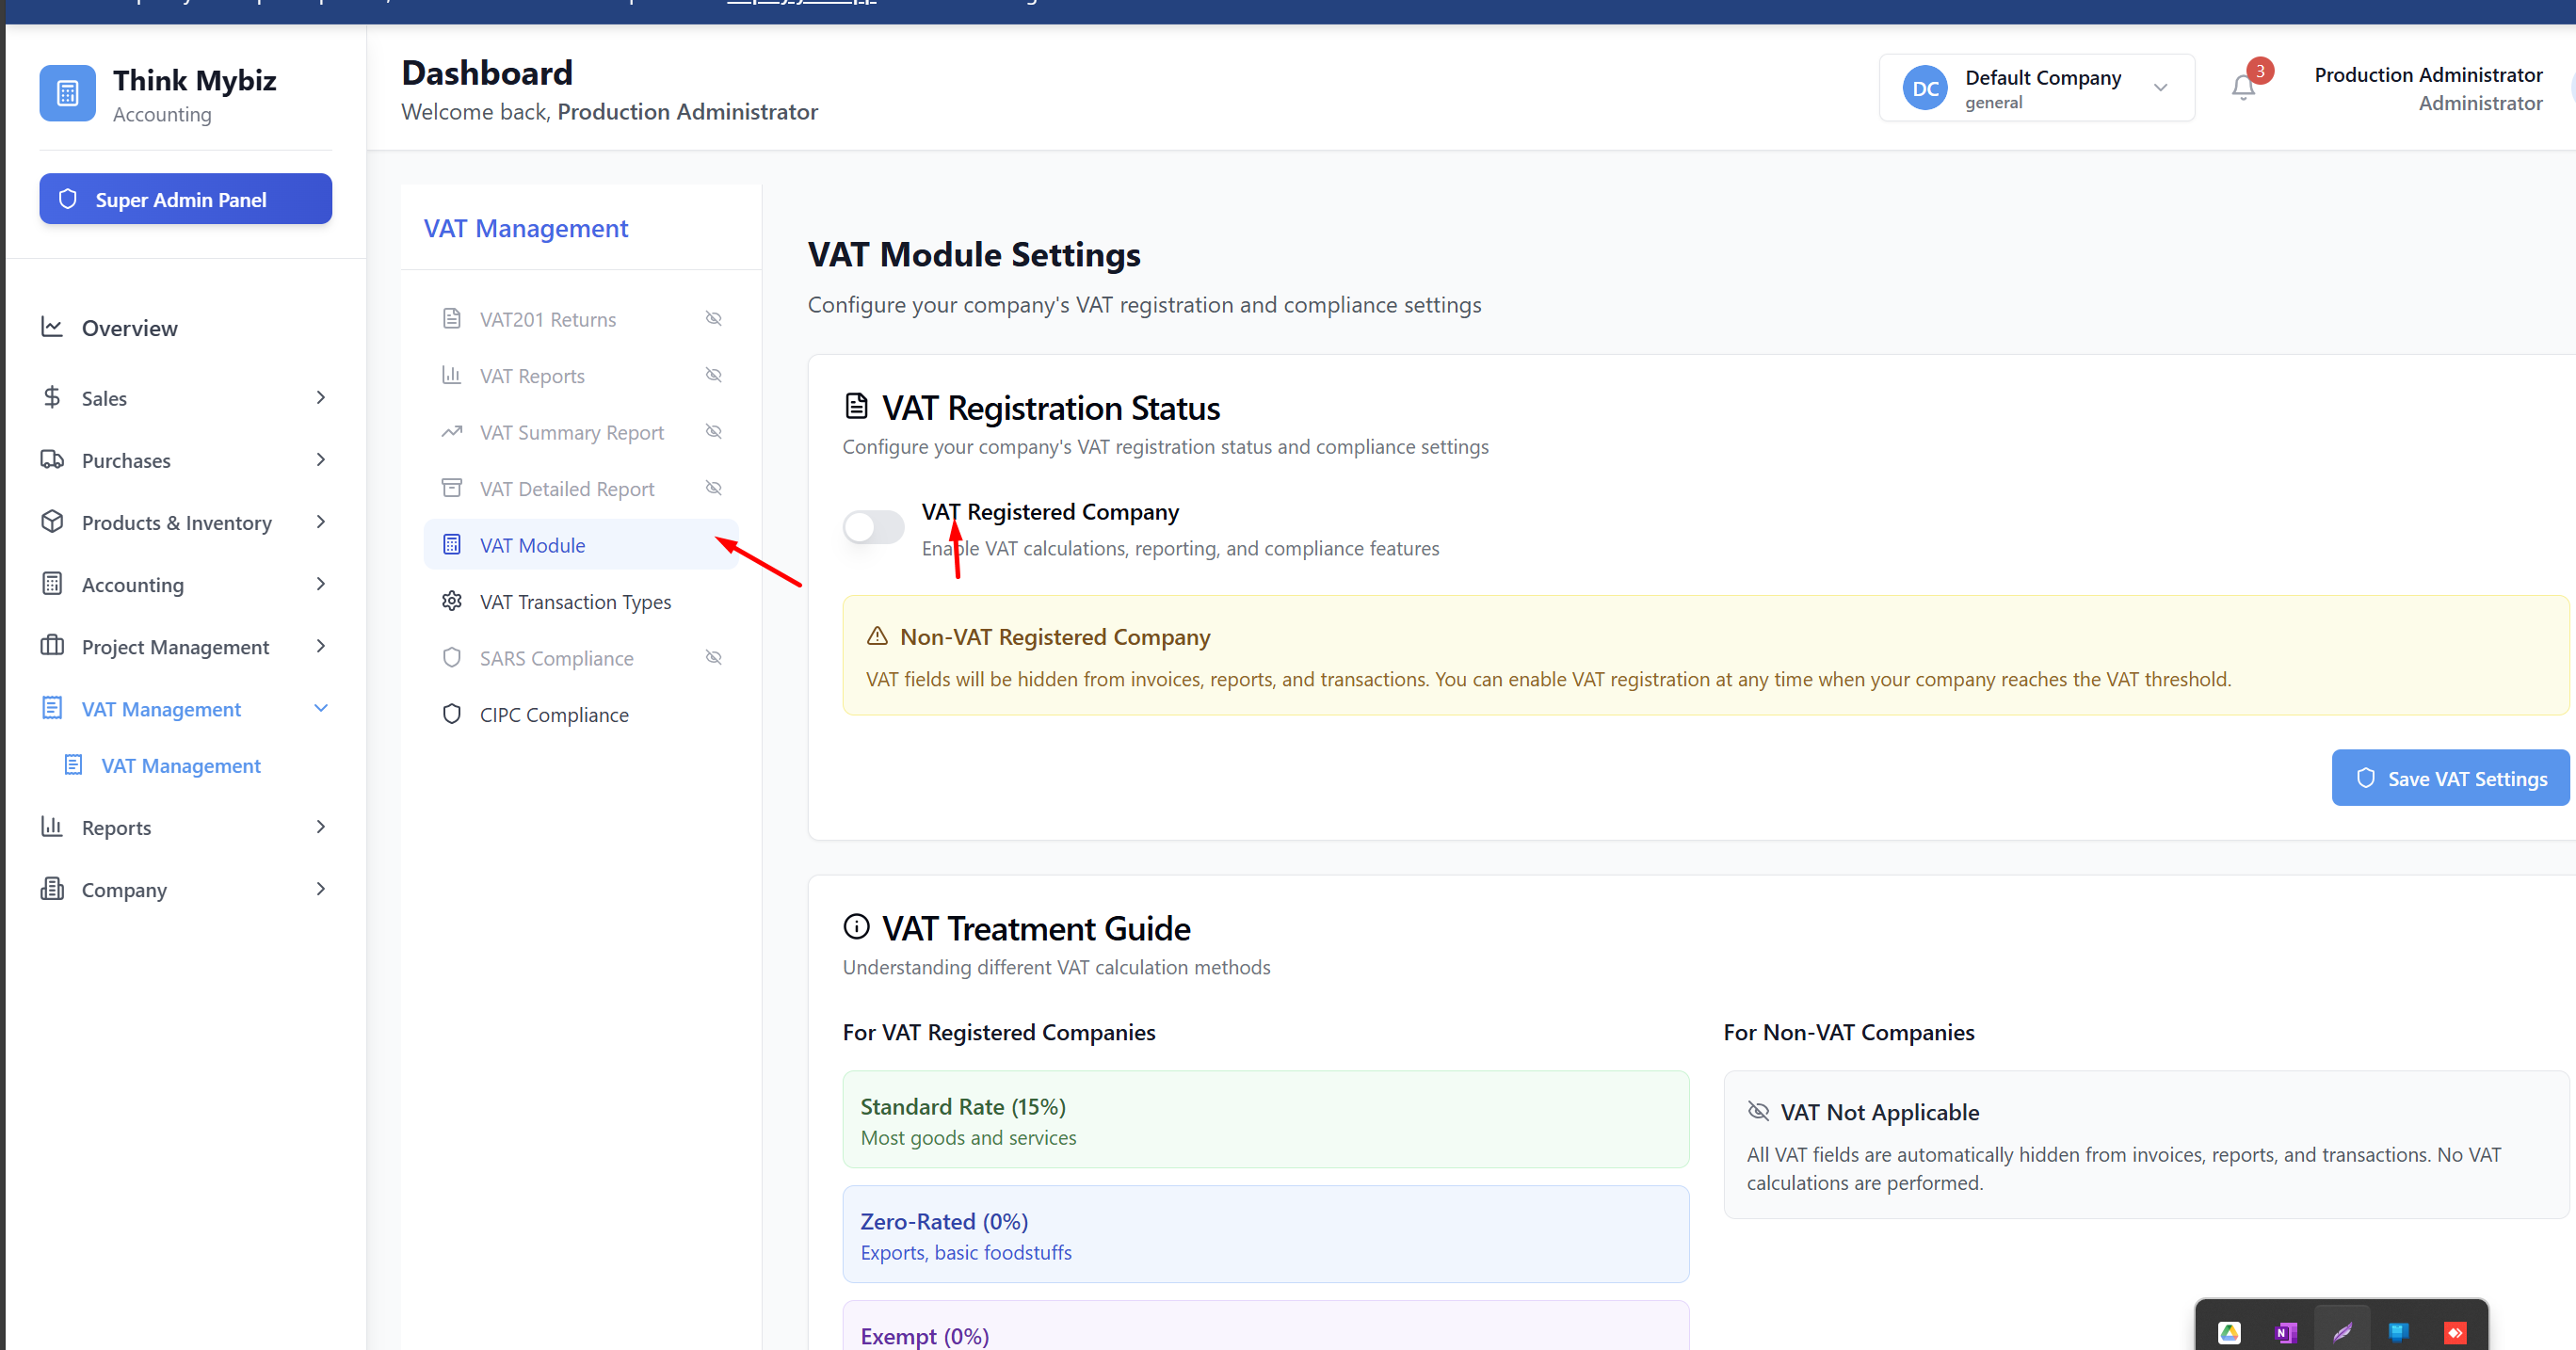 Think Mybiz
Accounting
Super Admin Panel
Overview
Sales
Purchases
Products & Inventory
Accounting
Project Management
VAT Management
VAT Management
Reports
Company
Dashboard
Welcome back, Production Administrator
DC
Default Company
general
3
Production Administrator
Administrator
VAT Management
VAT201 Returns
VAT Reports
VAT Summary Report
VAT Detailed Report
VAT Module
VAT Transaction Types
SARS Compliance
CIPC Compliance
VAT Module Settings
Configure your company's VAT registration and compliance settings
VAT Registration Status
Configure your company's VAT registration status and compliance settings
VAT Registered Company
Enable VAT calculations, reporting, and compliance features
Non-VAT Registered Company
VAT fields will be hidden from invoices, reports, and transactions. You can enable VAT registration at any time when your company reaches the VAT threshold.
Save VAT Settings
VAT Treatment Guide
Understanding different VAT calculation methods
For VAT Registered Companies
Standard Rate (15%)
Most goods and services
Zero-Rated (0%)
Exports, basic foodstuffs
Exempt (0%)
For Non-VAT Companies
VAT Not Applicable
All VAT fields are automatically hidden from invoices, reports, and transactions. No VAT
calculations are performed.
N